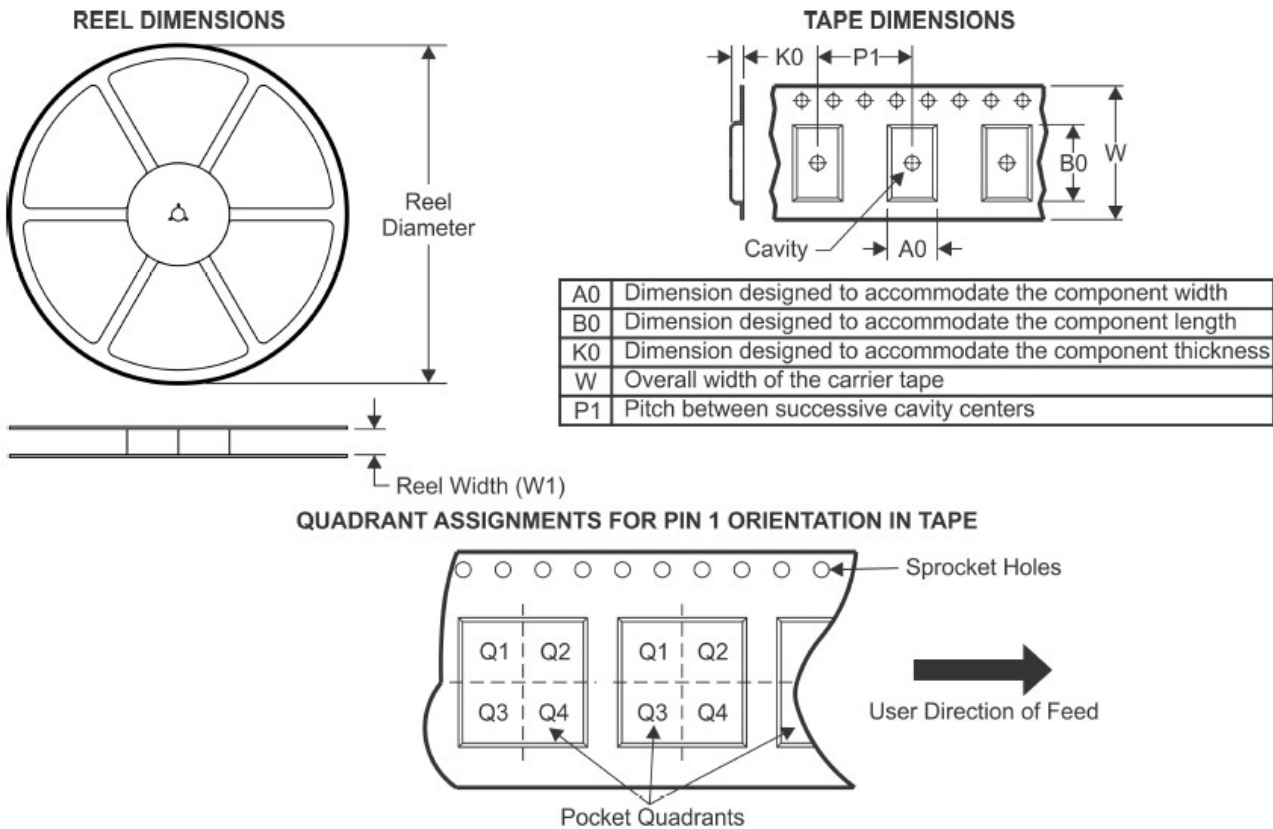 REEL DIMENSIONS
Reel
Diameter
Reel Width (W1)
TAPE DIMENSIONS
K0
P1
B0
W
Cavity
A0
A0 Dimension designed to accommodate the component width
B0 Dimension designed to accommodate the component length
K0 Dimension designed to accommodate the component thickness
W Overall width of the carrier tape
P1 Pitch between successive cavity centers
QUADRANT ASSIGNMENTS FOR PIN 1 ORIENTATION IN TAPE
Sprocket Holes
Q1 Q2 Q1 Q2
Q3 Q4 Q3 Q4
User Direction of Feed
Pocket Quadrants